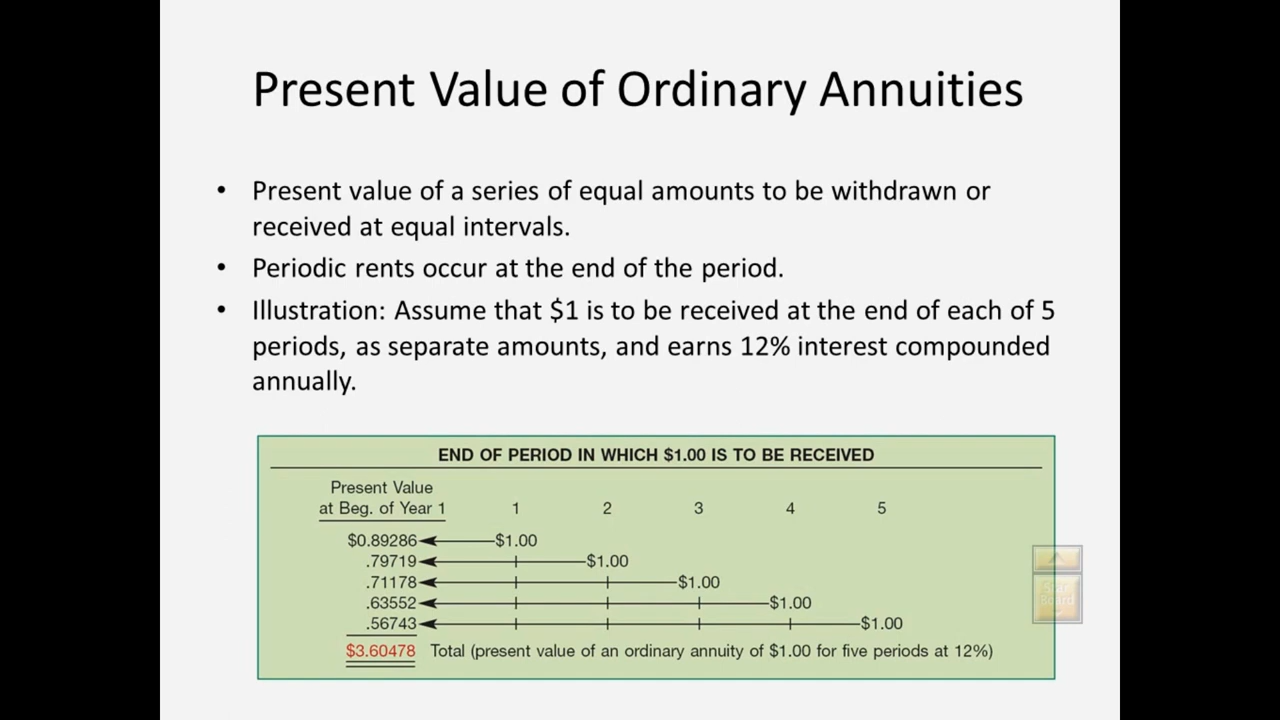 Present Value of Ordinary Annuities
• Present value of a series of equal amounts to be withdrawn or
received at equal intervals.
• Periodic rents occur at the end of the period.
• Illustration: Assume that $1 is to be received at the end of each of 5
periods, as separate amounts, and earns 12% interest compounded
annually.
END OF PERIOD IN WHICH $1.00 IS TO BE RECEIVED
Present Value
at Beg. of Year 1 1 2 3 4 5
$0.89286 $1.00
.79719 $1.00
.71178 $1.00
.63552 $1.00
.56743 $1.00
$3.60478 Total (present value of an ordinary annuity of $1.00 for five periods at 12%)